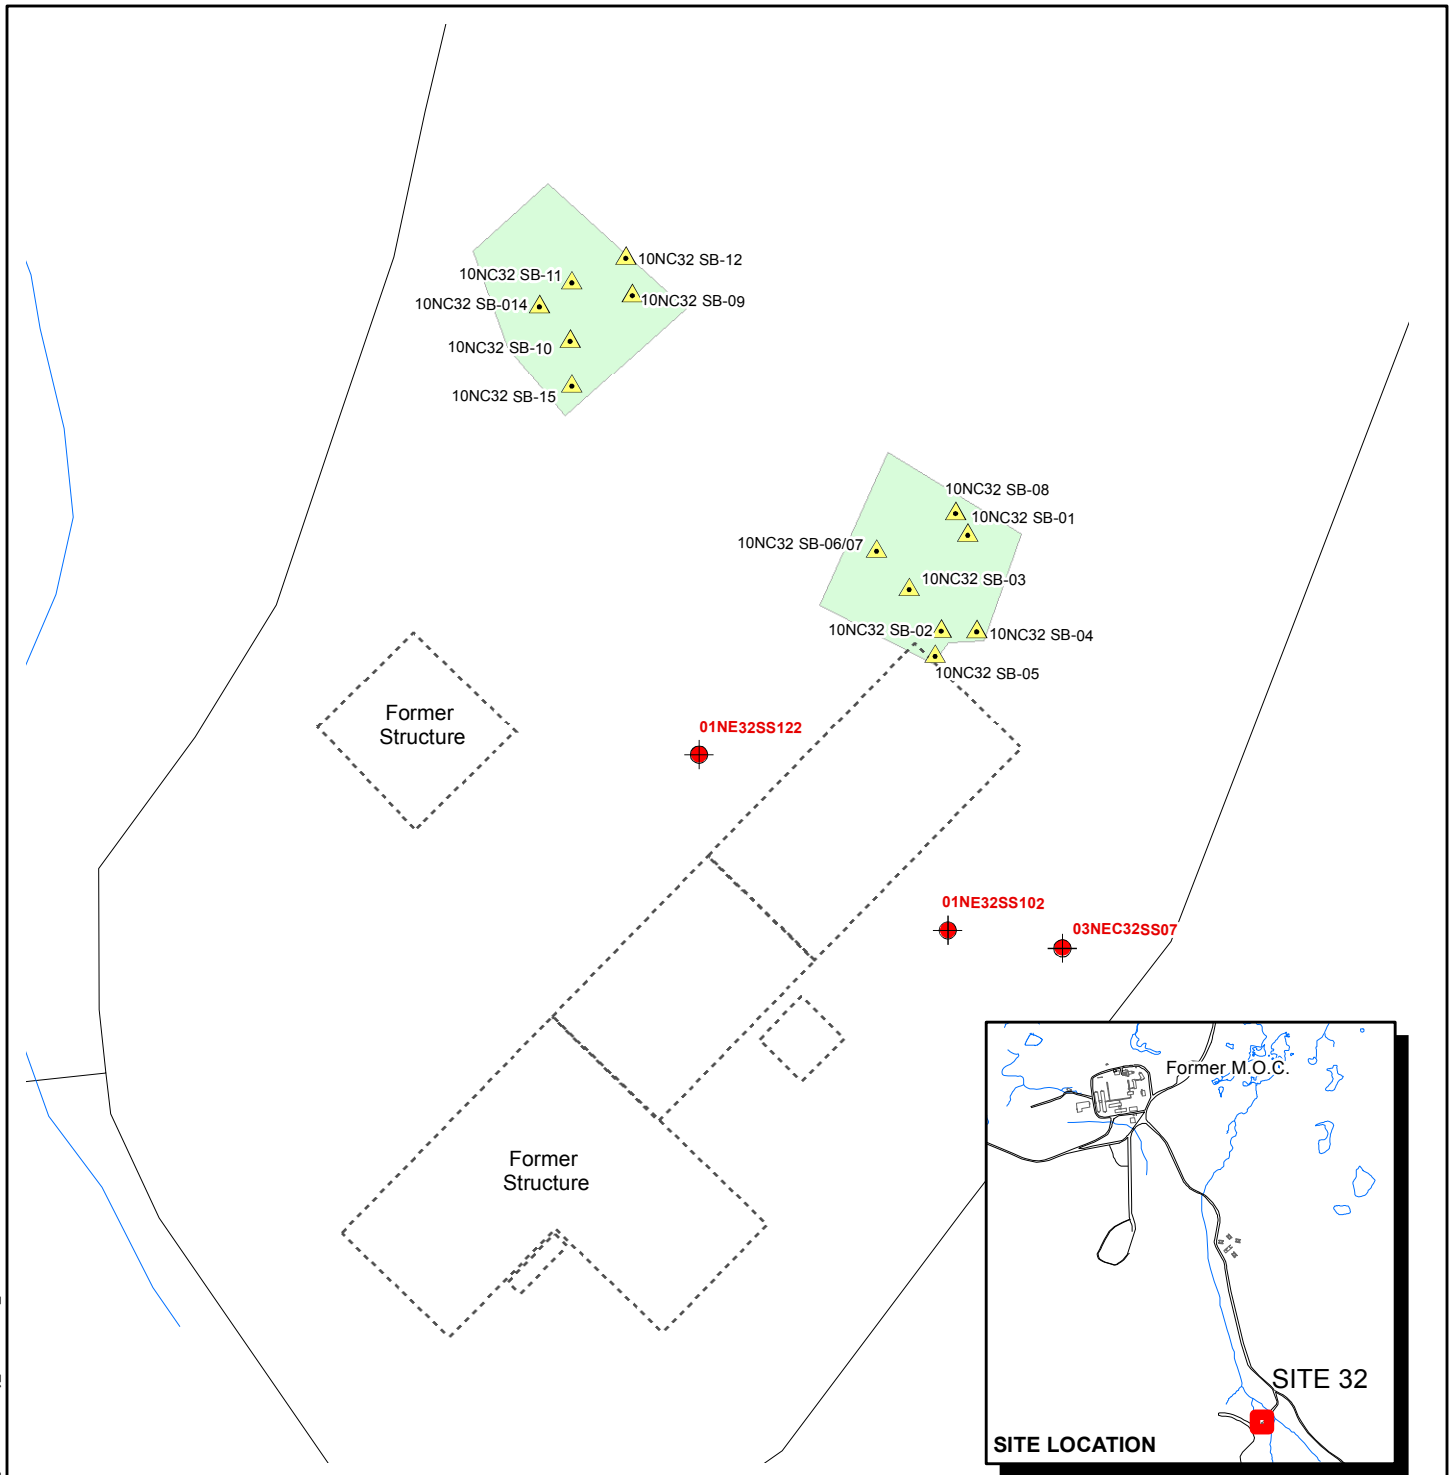 10NC32 SB-12
10NC32 SB-11
10NC32 SB-09
10NC32 SB-014
10NC32 SB-10
10NC32 SB-15
10NC32 SB-08
10NC32 SB-01
10NC32 SB-06/07
10NC32 SB-03
10NC32 SB-02
10NC32 SB-04
10NC32 SB-05
Former
Structure
01NE32SS122
01NE32SS102
03NEC32SS07
Former
Structure
Former M.O.C.
SITE 32
SITE LOCATION